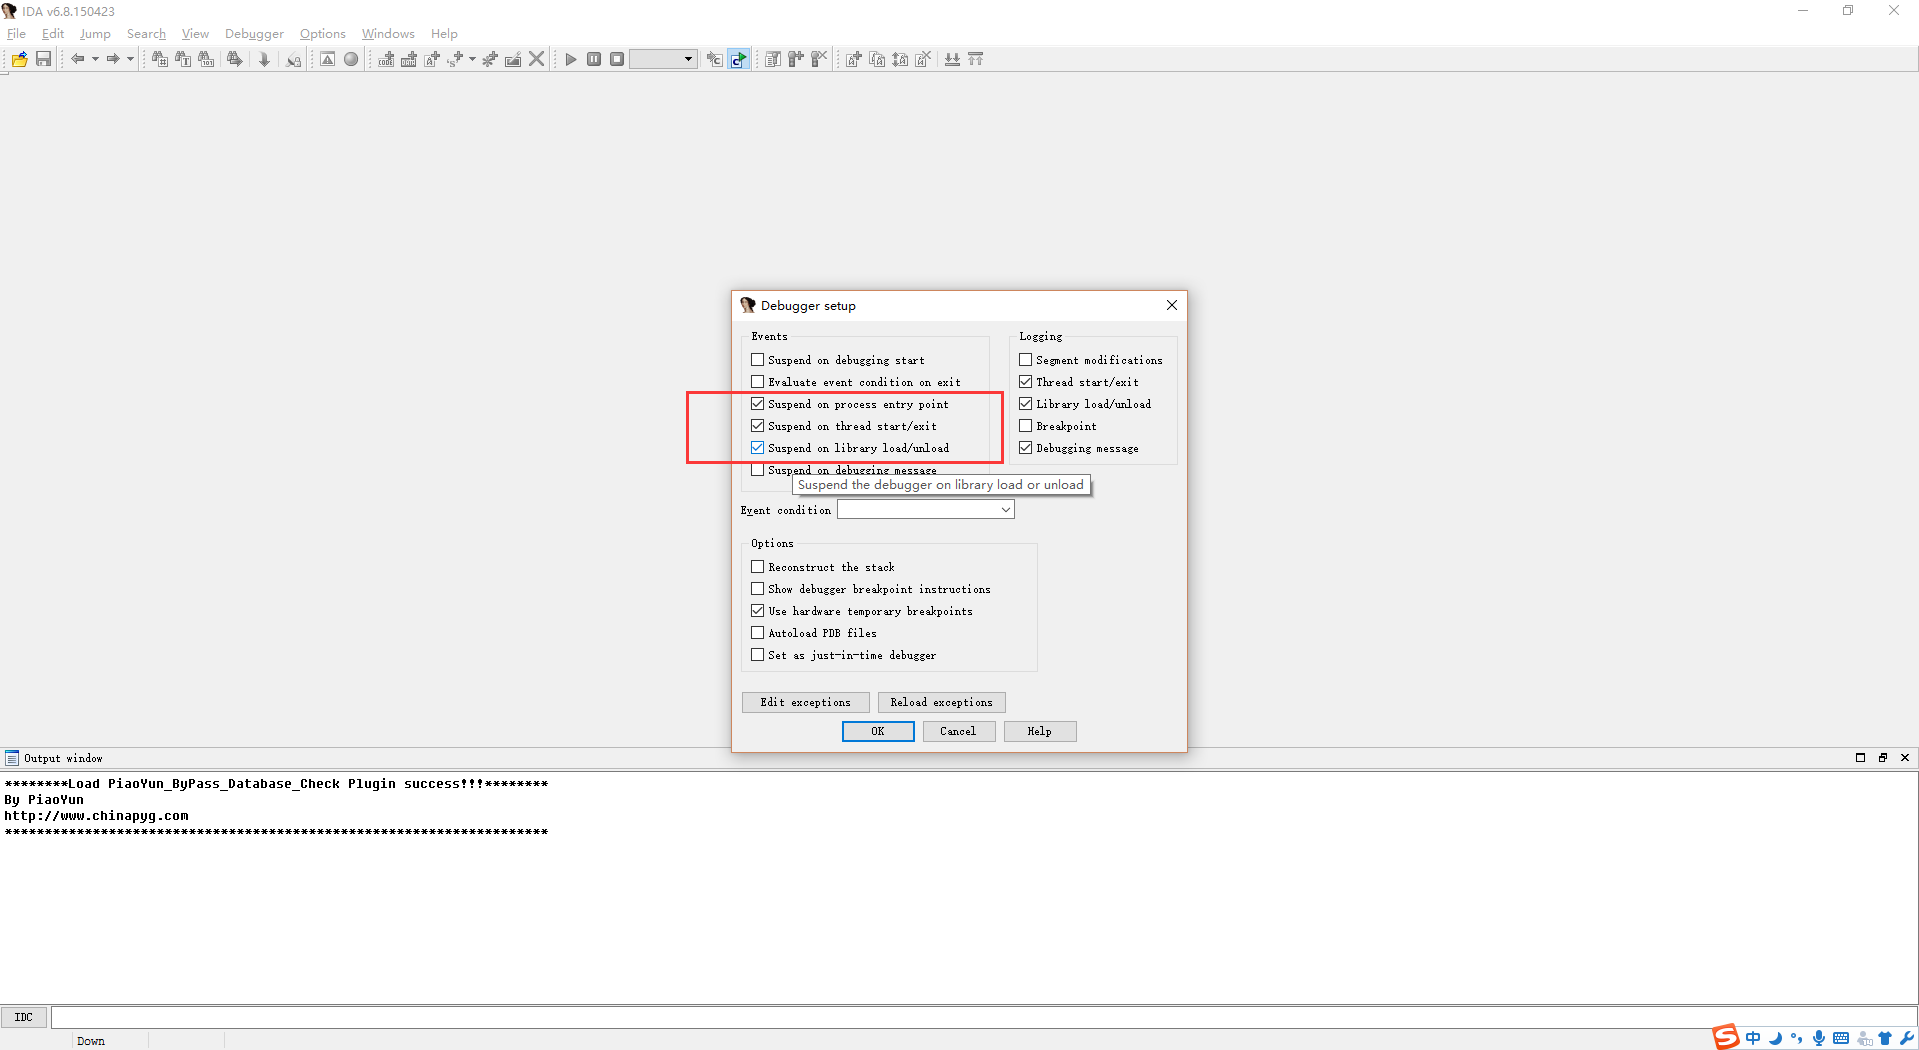 IDA v6.8.150423
File Edit Jump Search View Debugger Options Windows Help
Debugger setup
Events
Suspend on debugging start
Evaluate event condition on exit
Suspend on process entry point
Suspend on thread start/exit
Suspend on library load/unload
Suspend on debugging message
Logging
Segment modifications
Thread start/exit
Library load/unload
Breakpoint
Debugging message
Suspend the debugger on library load or unload
Event condition
Options
Reconstruct the stack
Show debugger breakpoint instructions
Use hardware temporary breakpoints
Autoload PDB files
Set as just-in-time debugger
Edit exceptions Reload exceptions
OK Cancel Help
Output window
********Load PiaoYun_ByPass_Database_Check Plugin success!!!********
By PiaoYun
http://www.chinapyg.com
********************************************************************
IDC
Down
中